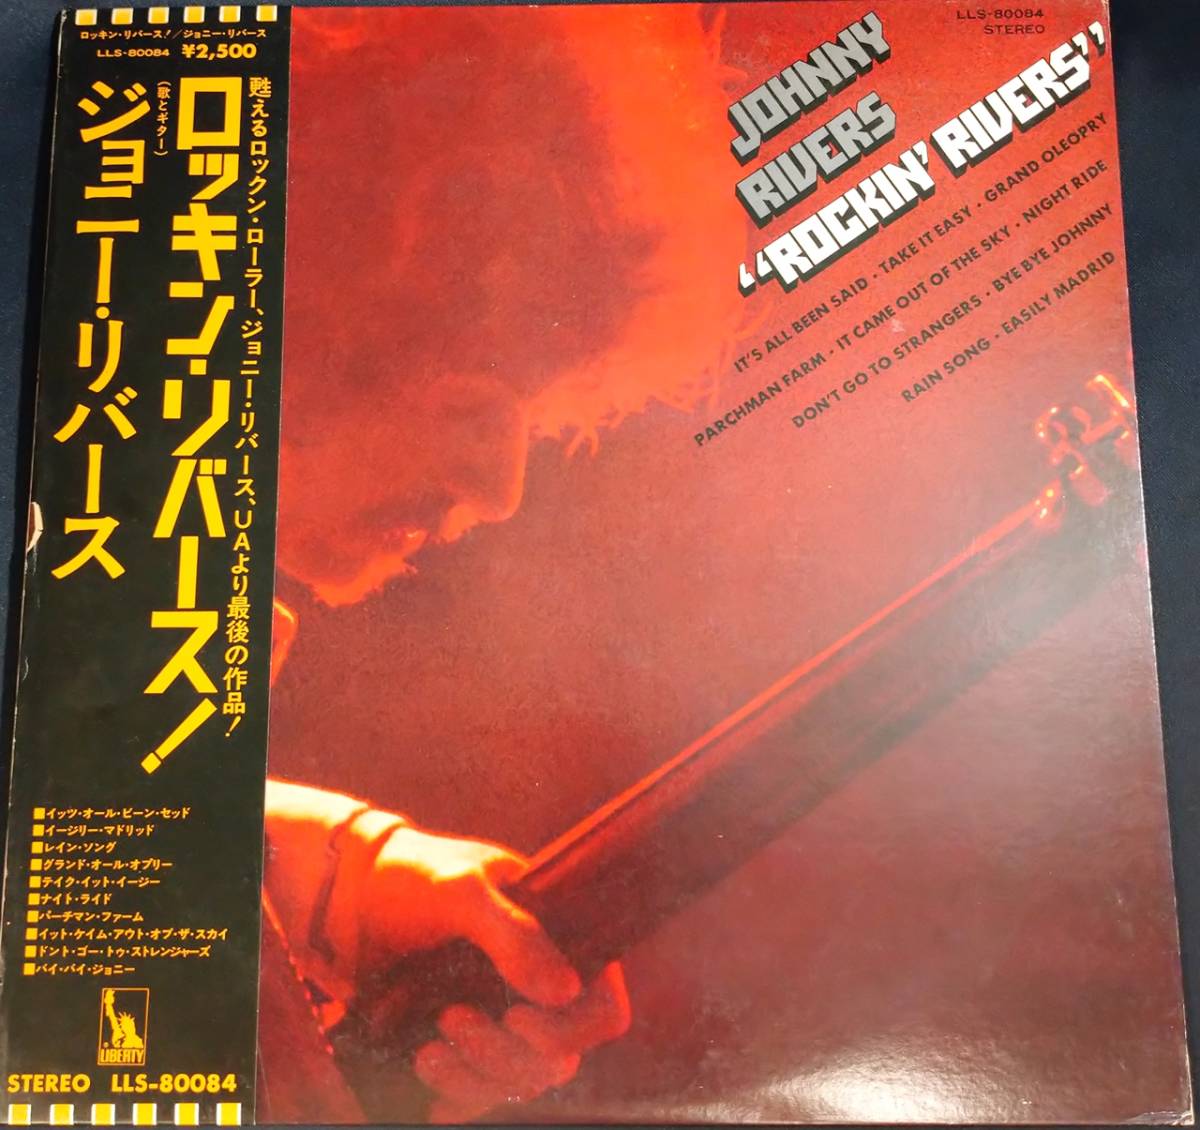 ロッキン・リバース!/ジョニー・リバース
LLS-80084 ¥2,500
甦えるロックン・ローラー、ジョニー・リバース、UAより最後の作品!
ロッキン・リバース!
(歌とギター)
ジョニー・リバース
■イッツ・オール・ビーン・セッド
■イージリー・マドリッド
■レイン・ソング
■グランド・オール・オプリー
■テイク・イット・イージー
■ナイト・ライド
■パーチマン・ファーム
■イット・ケイム・アウト・オブ・ザ・スカイ
■ドント・ゴー・トゥ・ストレンジャーズ
■バイ・バイ・ジョニー
LIBERTY
STEREO LLS-80084
LLS-80084
STEREO
JOHNNY
RIVERS
“ROCKIN' RIVERS”
IT'S ALL BEEN SAID · TAKE IT EASY · GRAND OLEOPRY
PARCHMAN FARM · IT CAME OUT OF THE SKY · NIGHT RIDE
DON'T GO TO STRANGERS · BYE BYE JOHNNY
RAIN SONG · EASILY MADRID